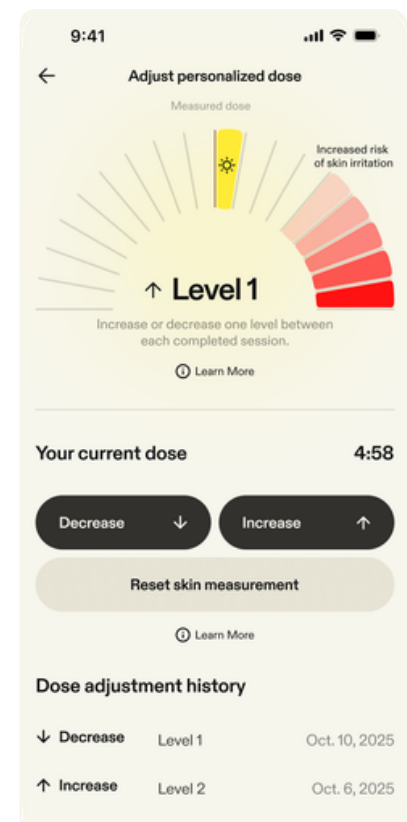 9:41
Adjust personalized dose
Measured dose
Increased risk
of skin irritation
↑ Level 1
Increase or decrease one level between
each completed session.
Learn More
Your current dose 4:58
Decrease ↓ Increase ↑
Reset skin measurement
Learn More
Dose adjustment history
↓ Decrease Level 1 Oct. 10, 2025
↑ Increase Level 2 Oct. 6, 2025